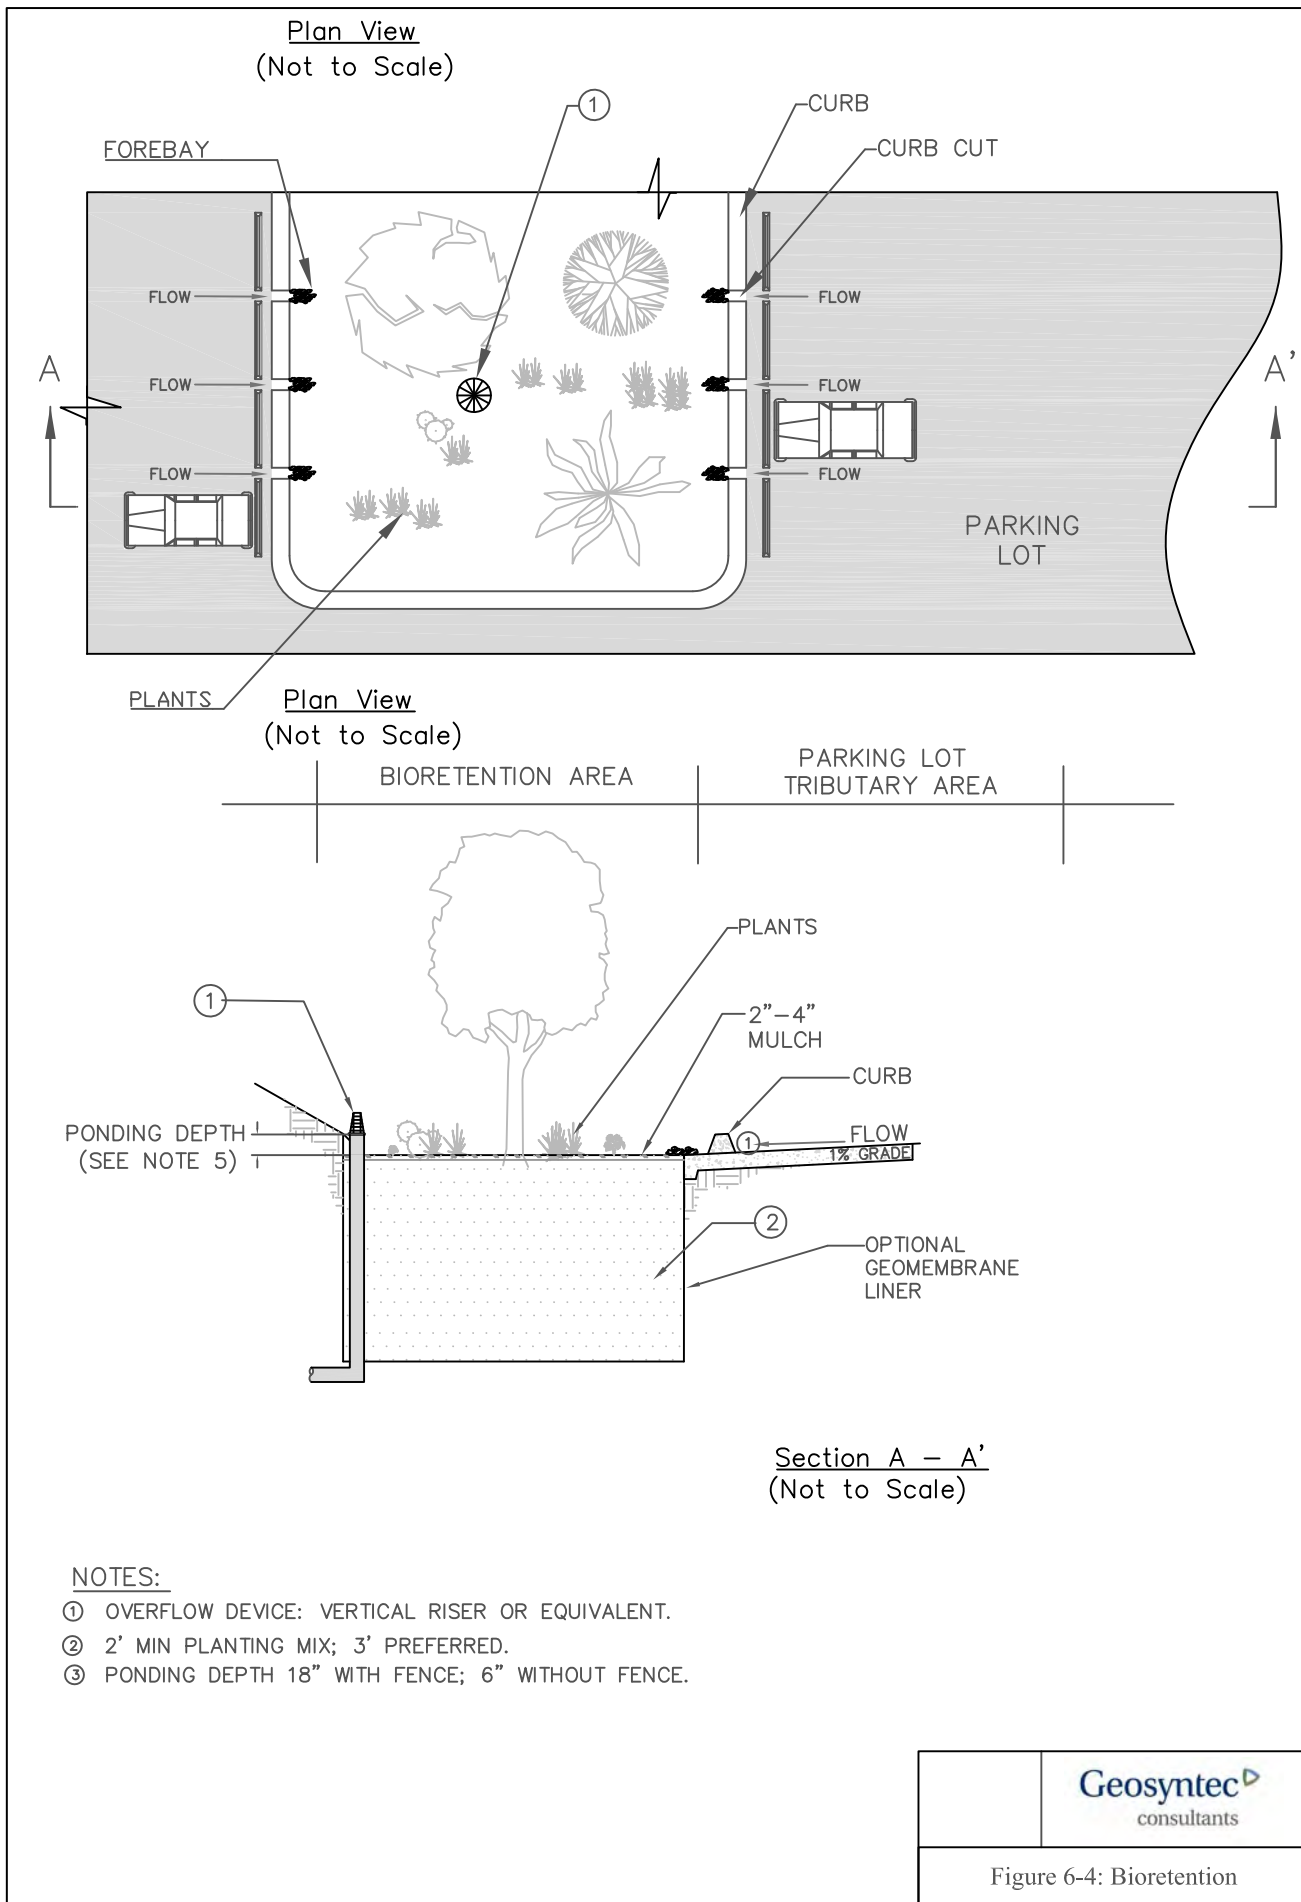 Plan View
(Not to Scale)
①
CURB
FOREBAY
CURB CUT
FLOW
FLOW
A
A'
FLOW
FLOW
FLOW
FLOW
PARKING
LOT
PLANTS
Plan View
(Not to Scale)
BIORETENTION AREA
PARKING LOT
TRIBUTARY AREA
PLANTS
①
2"-4"
MULCH
CURB
PONDING DEPTH
(SEE NOTE 5)
①
FLOW
1% GRADE
②
OPTIONAL
GEOMEMBRANE
LINER
Section A – A'
(Not to Scale)
NOTES:
① OVERFLOW DEVICE: VERTICAL RISER OR EQUIVALENT.
② 2' MIN PLANTING MIX; 3' PREFERRED.
③ PONDING DEPTH 18" WITH FENCE; 6" WITHOUT FENCE.
Geosyntec
consultants
Figure 6-4: Bioretention